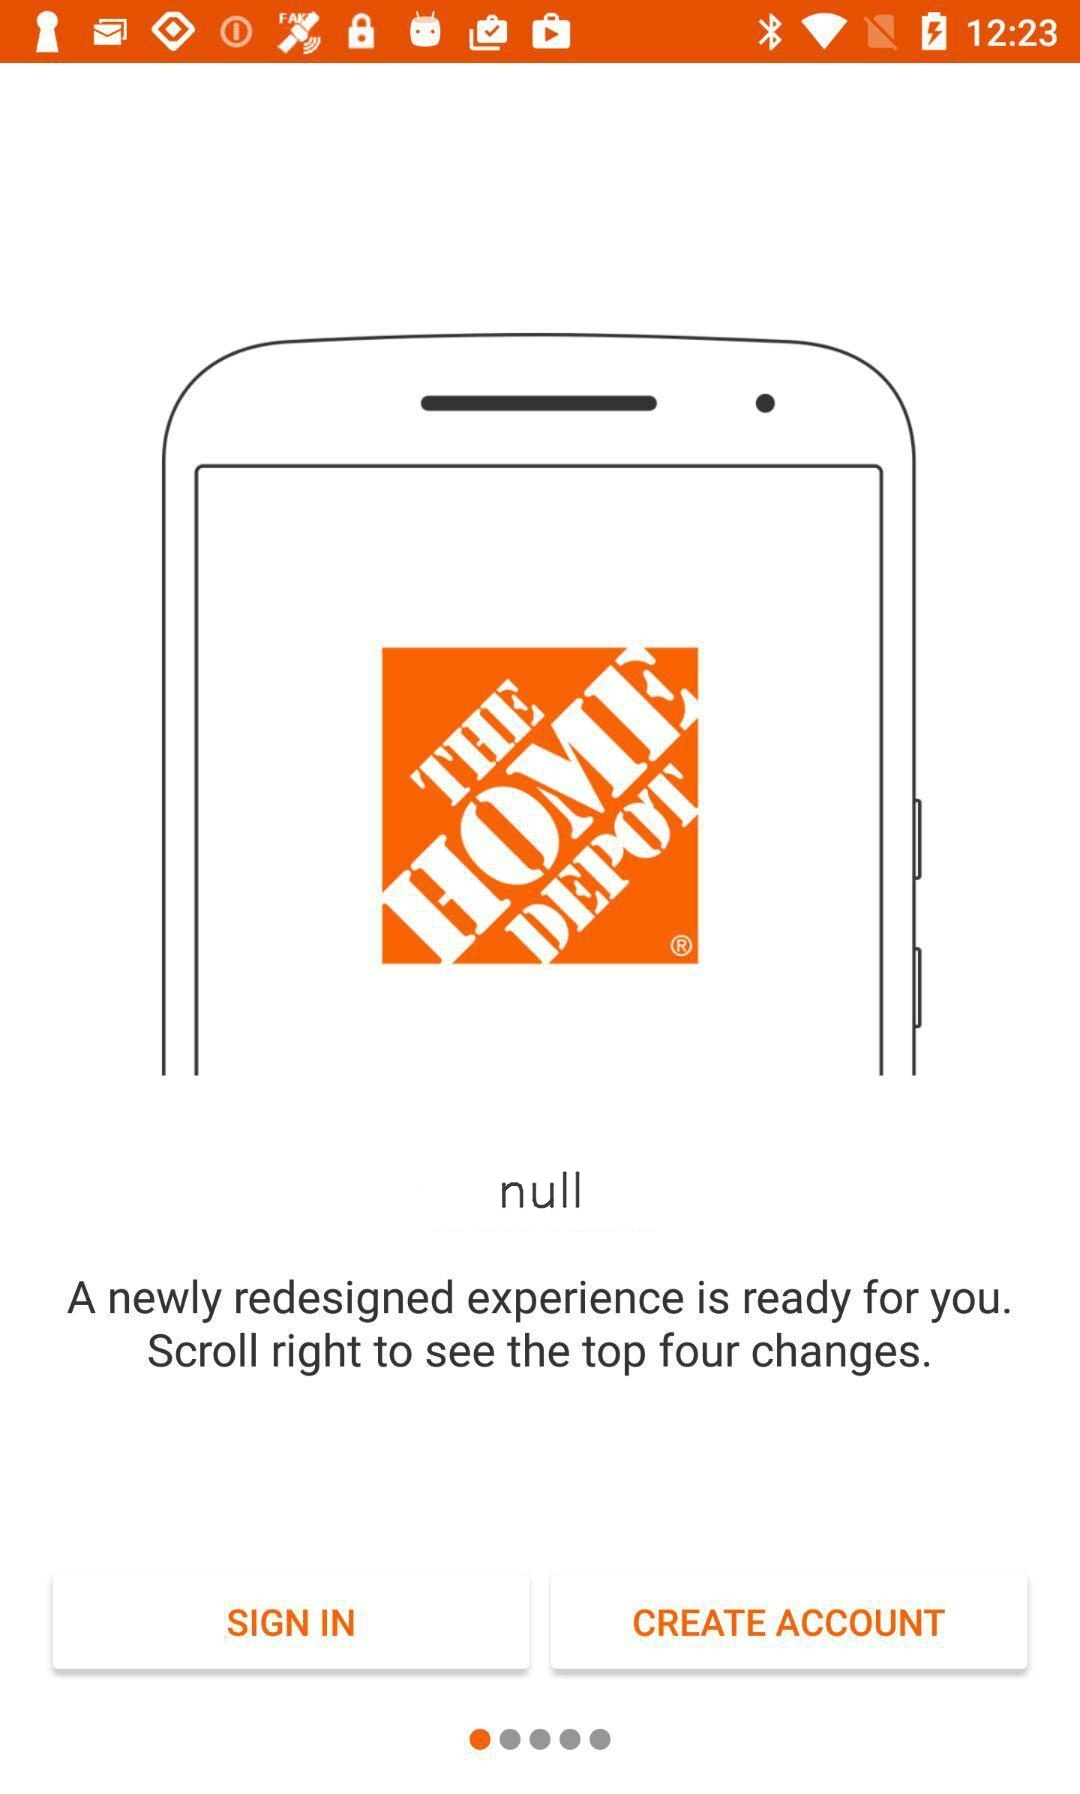 FAKE
12:23
THE
HOME
DEPOT
®
null
A newly redesigned experience is ready for you.
Scroll right to see the top four changes.
SIGN IN
CREATE ACCOUNT